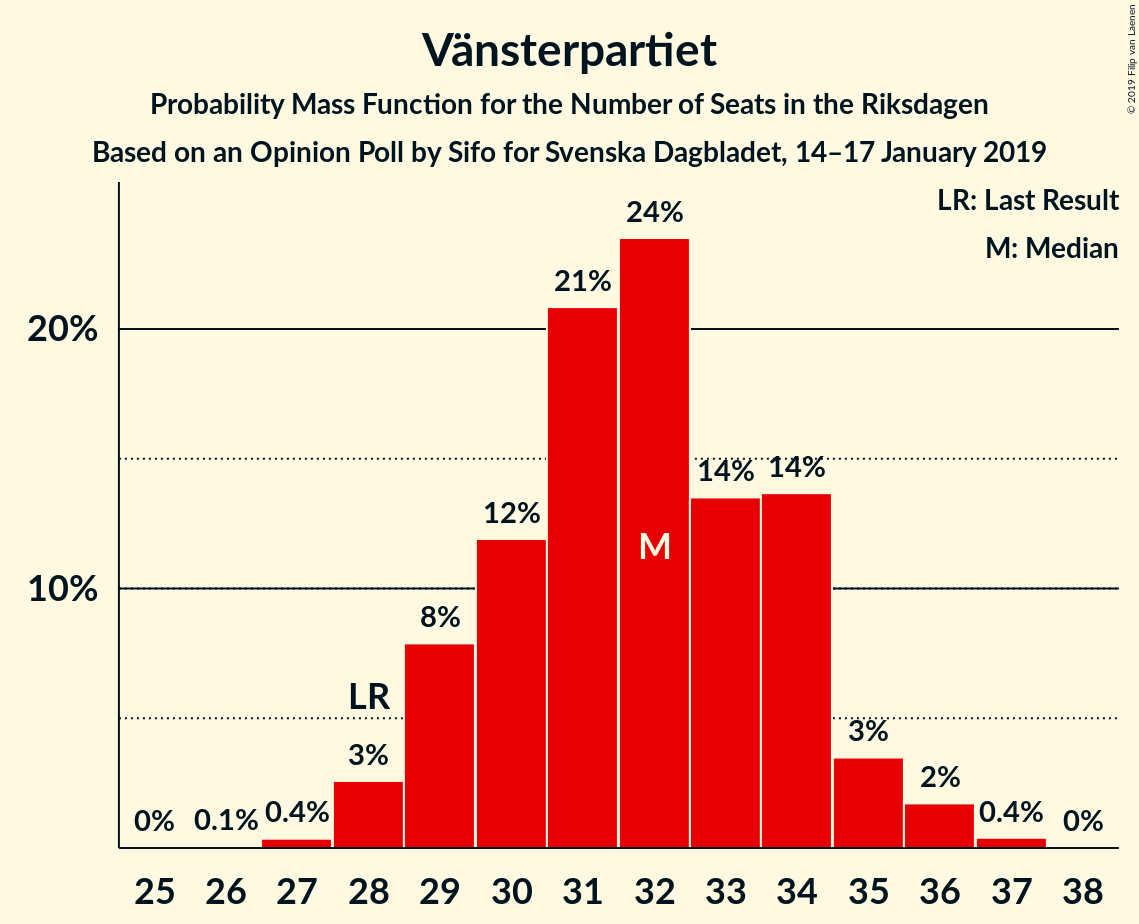 Vänsterpartiet
Probability Mass Function for the Number of Seats in the Riksdagen
Based on an Opinion Poll by Sifo for Svenska Dagbladet, 14–17 January 2019
© 2019 Filip van Laenen
LR: Last Result
M: Median
20%
10%
0%
0.1%
0.4%
3%
LR
8%
12%
21%
24%
M
14%
14%
3%
2%
0.4%
0%
25 26 27 28 29 30 31 32 33 34 35 36 37 38